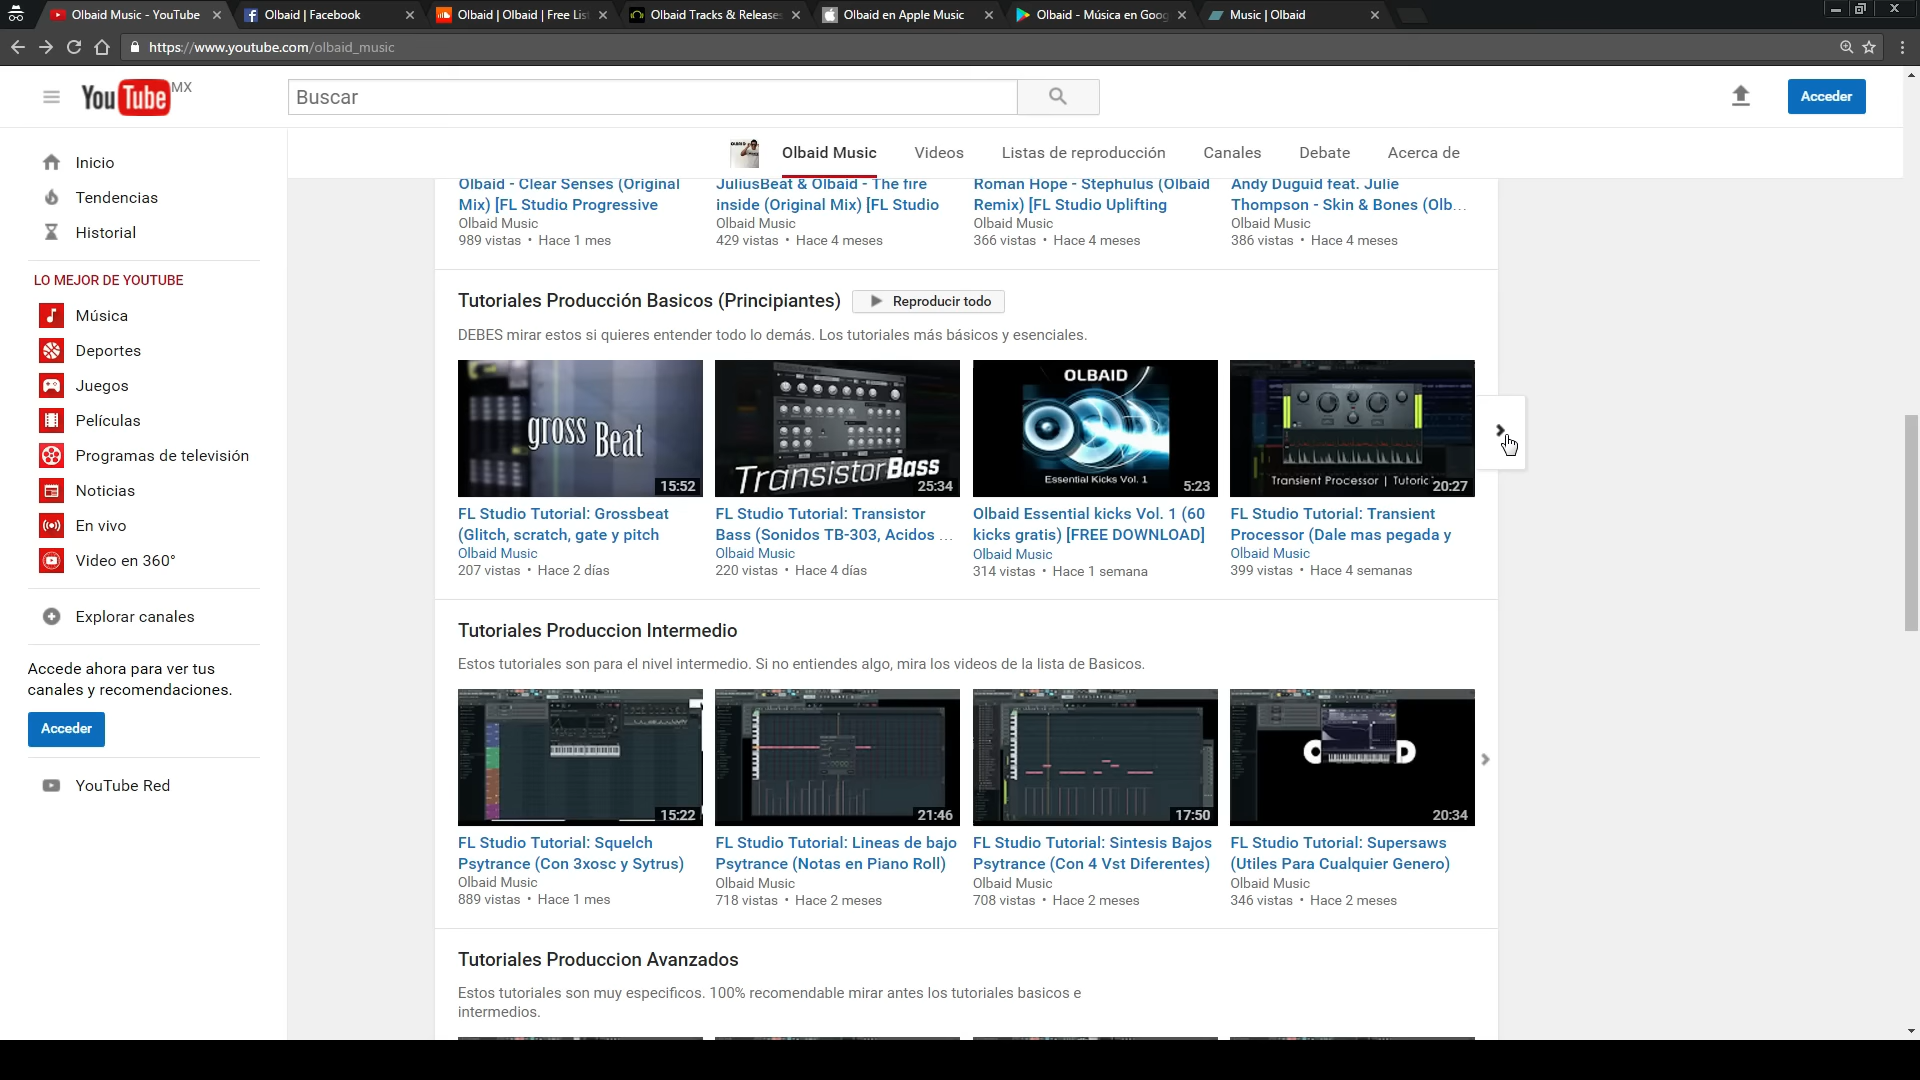 Olbaid Music - YouTube
Olbaid | Facebook
Olbaid | Olbaid | Free Lis
Olbaid Tracks & Releases
Olbaid en Apple Music
Olbaid - Música en Goog
Music | Olbaid
https://www.youtube.com/olbaid_music
YouTube MX
Buscar
Acceder
Olbaid Music
Videos
Listas de reproducción
Canales
Debate
Acerca de
Inicio
Tendencias
Historial
LO MEJOR DE YOUTUBE
Música
Deportes
Juegos
Películas
Programas de televisión
Noticias
En vivo
Video en 360°
Explorar canales
Accede ahora para ver tus
canales y recomendaciones.
Acceder
YouTube Red
Olbaid - Clear Senses (Original
Mix) [FL Studio Progressive
Olbaid Music
989 vistas • Hace 1 mes
JuliusBeat & Olbaid - The fire
inside (Original Mix) [FL Studio
Olbaid Music
429 vistas • Hace 4 meses
Roman Hope - Stephulus (Olbaid
Remix) [FL Studio Uplifting
Olbaid Music
366 vistas • Hace 4 meses
Andy Duguid feat. Julie
Thompson - Skin & Bones (Olb...
Olbaid Music
386 vistas • Hace 4 meses
Tutoriales Producción Basicos (Principiantes)
Reproducir todo
DEBES mirar estos si quieres entender todo lo demás. Los tutoriales más básicos y esenciales.
gross Beat
15:52
TransistorBass
25:34
OLBAID
Essential Kicks Vol. 1
5:23
Transient Processor | Tutoric
20:27
FL Studio Tutorial: Grossbeat
(Glitch, scratch, gate y pitch
Olbaid Music
207 vistas • Hace 2 días
FL Studio Tutorial: Transistor
Bass (Sonidos TB-303, Acidos ...
Olbaid Music
220 vistas • Hace 4 días
Olbaid Essential kicks Vol. 1 (60
kicks gratis) [FREE DOWNLOAD]
Olbaid Music
314 vistas • Hace 1 semana
FL Studio Tutorial: Transient
Processor (Dale mas pegada y
Olbaid Music
399 vistas • Hace 4 semanas
Tutoriales Produccion Intermedio
Estos tutoriales son para el nivel intermedio. Si no entiendes algo, mira los videos de la lista de Basicos.
15:22
21:46
17:50
20:34
FL Studio Tutorial: Squelch
Psytrance (Con 3xosc y Sytrus)
Olbaid Music
889 vistas • Hace 1 mes
FL Studio Tutorial: Lineas de bajo
Psytrance (Notas en Piano Roll)
Olbaid Music
718 vistas • Hace 2 meses
FL Studio Tutorial: Sintesis Bajos
Psytrance (Con 4 Vst Diferentes)
Olbaid Music
708 vistas • Hace 2 meses
FL Studio Tutorial: Supersaws
(Utiles Para Cualquier Genero)
Olbaid Music
346 vistas • Hace 2 meses
Tutoriales Produccion Avanzados
Estos tutoriales son muy especificos. 100% recomendable mirar antes los tutoriales basicos e
intermedios.